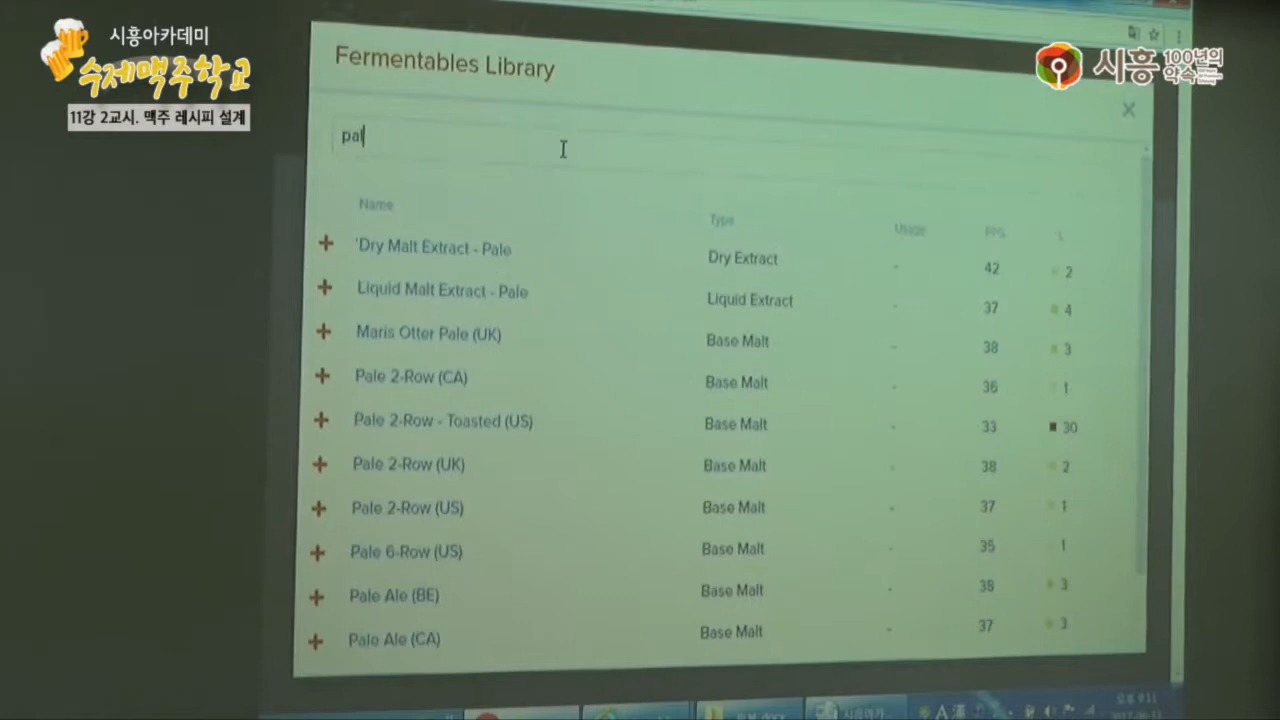 시흥아카데미
수제맥주학교
11강 2교시. 맥주 레시피 설계
시흥 100년의 약속
Fermentables Library
pal
Name Type Usage PPG L
'Dry Malt Extract - Pale Dry Extract - 42 2
Liquid Malt Extract - Pale Liquid Extract - 37 4
Maris Otter Pale (UK) Base Malt - 38 3
Pale 2-Row (CA) Base Malt - 36 1
Pale 2-Row - Toasted (US) Base Malt - 33 30
Pale 2-Row (UK) Base Malt - 38 2
Pale 2-Row (US) Base Malt - 37 1
Pale 6-Row (US) Base Malt - 35 1
Pale Ale (BE) Base Malt - 38 3
Pale Ale (CA) Base Malt - 37 3
A 漢
오후 9:11